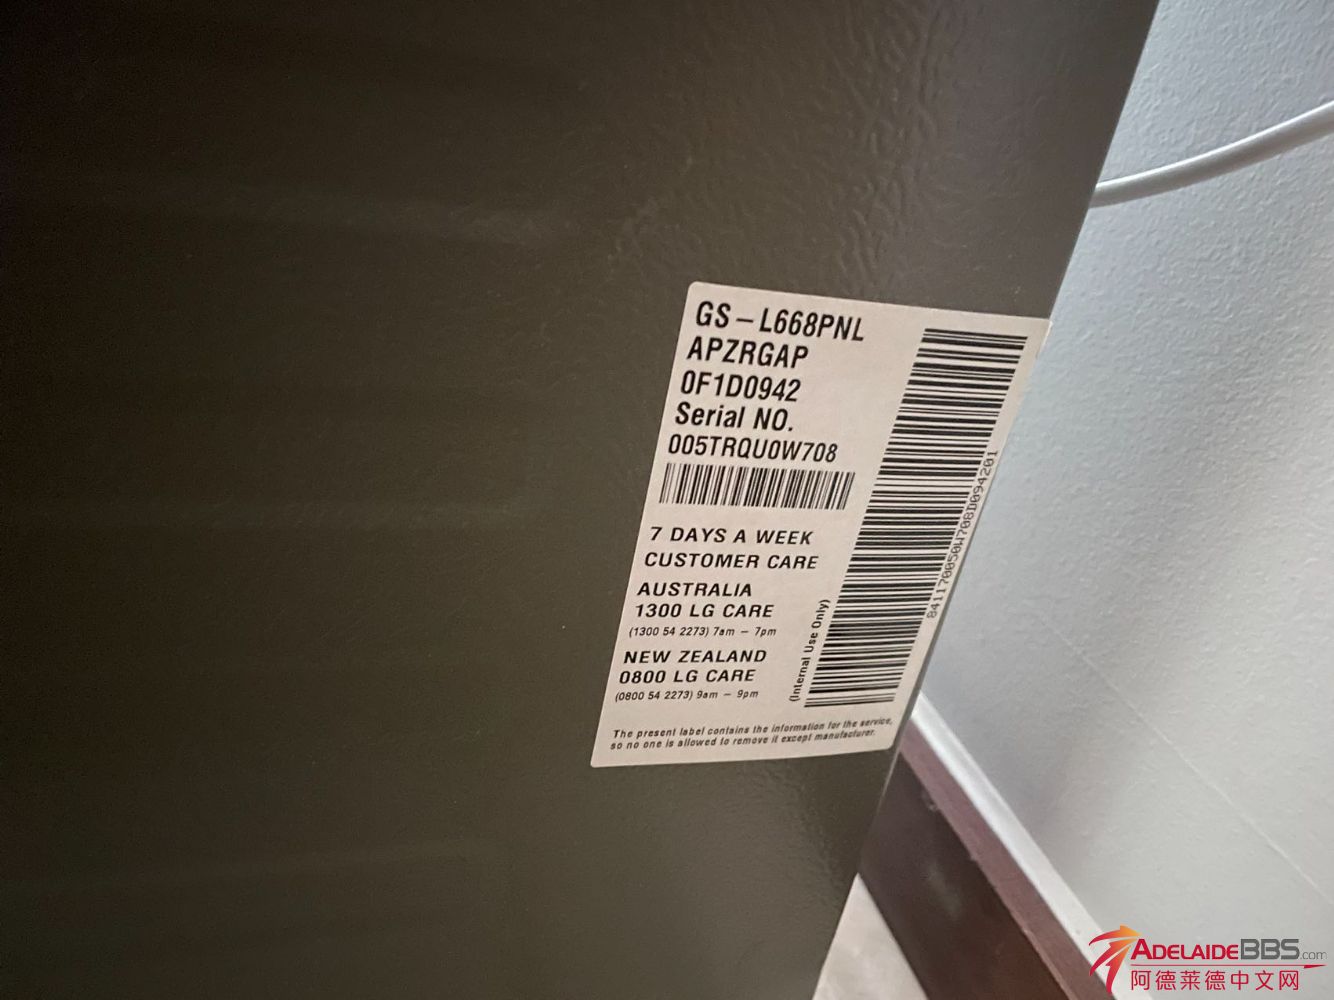 GS-L668PNL
APZRGAP
0F1D0942
Serial NO.
005TRQU0W708
7 DAYS A WEEK
CUSTOMER CARE
AUSTRALIA
1300 LG CARE
(1300 54 2273) 7am - 7pm
NEW ZEALAND
0800 LG CARE
(0800 54 2273) 9am - 9pm
The present label contains the information for the service,
so no one is allowed to remove it except manufacturer.
(Internal Use Only)
841170050W708D094201
ADELAIDEBBS.com
阿德莱德中文网